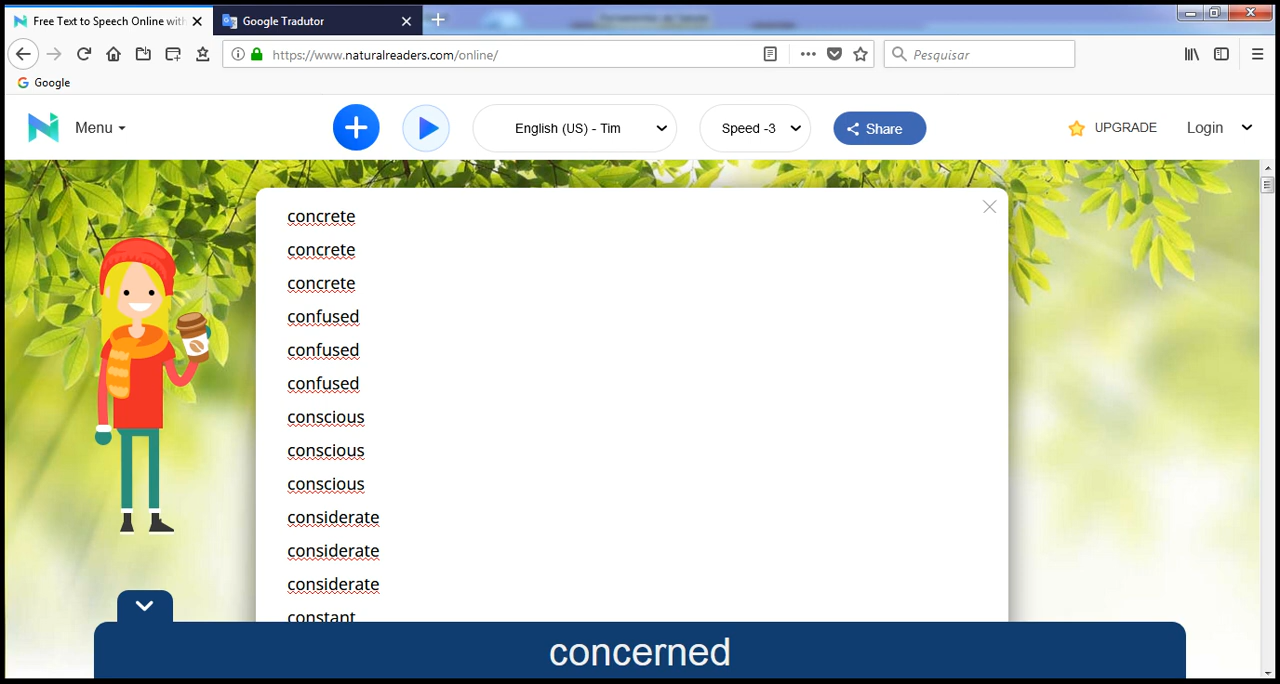 Free Text to Speech Online with
Google Tradutor
https://www.naturalreaders.com/online/
Pesquisar
Google
Menu
English (US) - Tim
Speed -3
Share
UPGRADE
Login
concrete
concrete
concrete
confused
confused
confused
conscious
conscious
conscious
considerate
considerate
considerate
constant
concerned